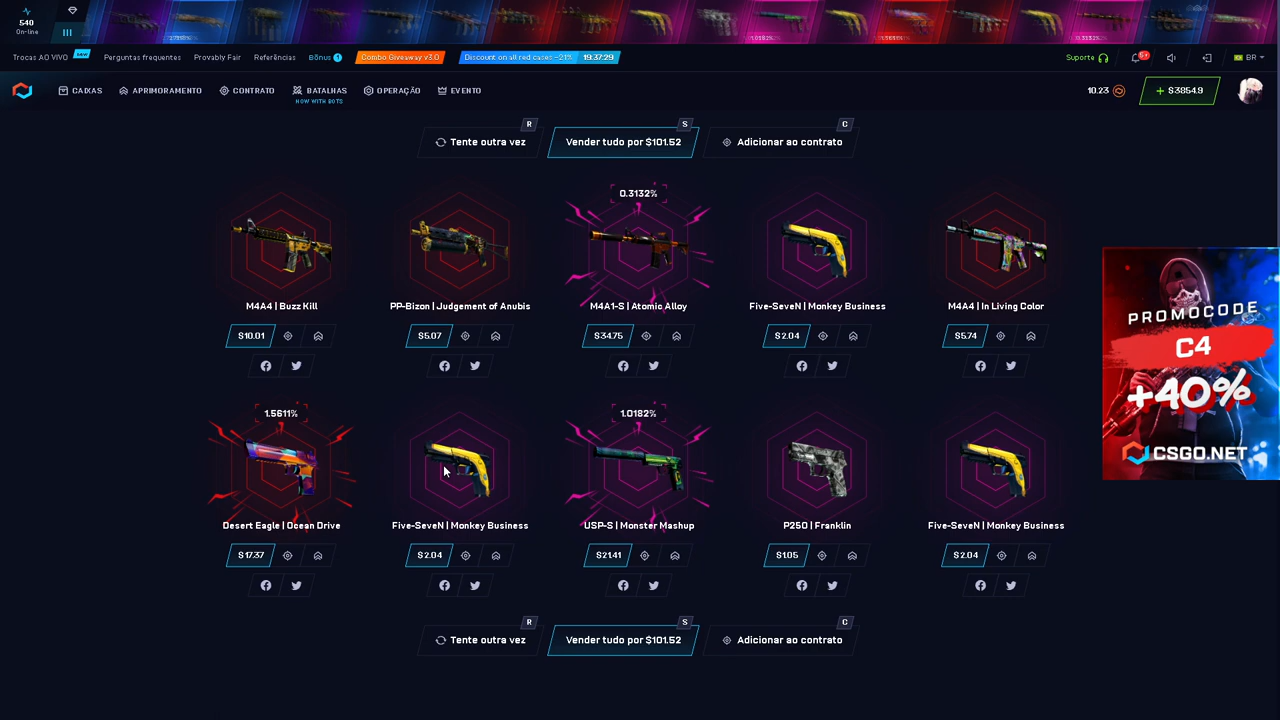 540
On-line
Trocas AO VIVO
Perguntas frequentes
Provably Fair
Referências
Bônus
Combo Giveaway v3.0
Discount on all red cases -21% 19:37:29
Suporte
5+
BR
CAIXAS
APRIMORAMENTO
CONTRATO
BATALHAS
NOW WITH BOTS
OPERAÇÃO
EVENTO
10.23
+ $3854.9
R
S
C
Tente outra vez
Vender tudo por $101.52
Adicionar ao contrato
0.3132%
M4A4 | Buzz Kill
PP-Bizon | Judgement of Anubis
M4A1-S | Atomic Alloy
Five-SeveN | Monkey Business
M4A4 | In Living Color
$10.01
$5.07
$34.75
$2.04
$5.74
PROMOCODE
C4
+40%
CSGO.NET
1.5611%
1.0182%
Desert Eagle | Ocean Drive
Five-SeveN | Monkey Business
USP-S | Monster Mashup
P250 | Franklin
Five-SeveN | Monkey Business
$17.37
$2.04
$21.41
$1.05
$2.04
R
S
C
Tente outra vez
Vender tudo por $101.52
Adicionar ao contrato